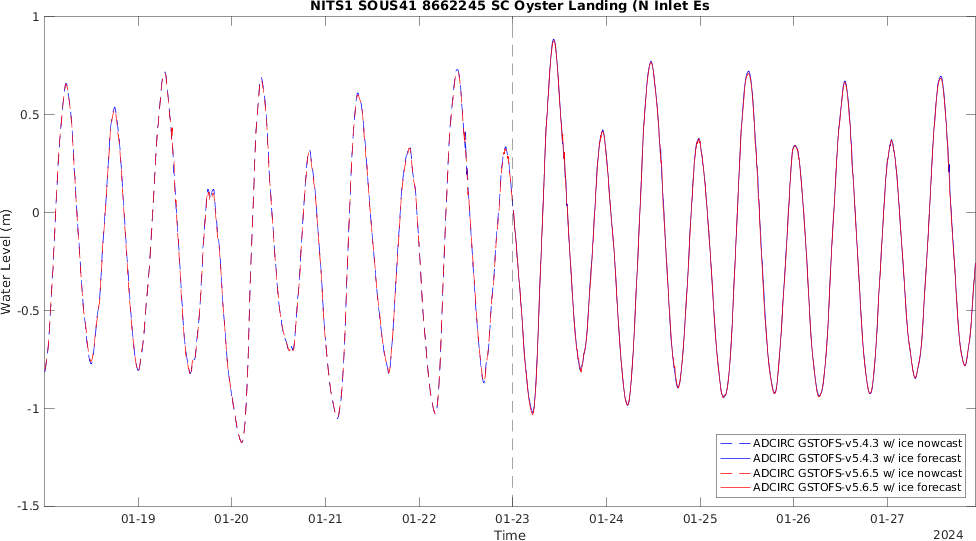 NITS1 SOUS41 8662245 SC Oyster Landing (N Inlet Es
1
0.5
0
-0.5
-1
-1.5
Water Level (m)
01-19
01-20
01-21
01-22
01-23
01-24
01-25
01-26
01-27
Time
2024
ADCIRC GSTOFS-v5.4.3 w/ ice nowcast
ADCIRC GSTOFS-v5.4.3 w/ ice forecast
ADCIRC GSTOFS-v5.6.5 w/ ice nowcast
ADCIRC GSTOFS-v5.6.5 w/ ice forecast